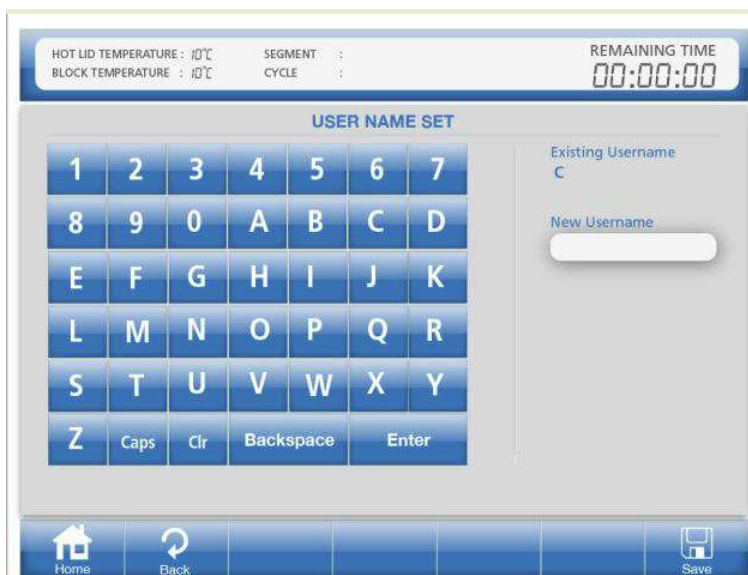 HOT LID TEMPERATURE : 10°C SEGMENT : REMAINING TIME
BLOCK TEMPERATURE : 10°C CYCLE : 00:00:00
USER NAME SET
1 2 3 4 5 6 7
8 9 0 A B C D
E F G H I J K
L M N O P Q R
S T U V W X Y
Z Caps Clr Backspace Enter
Existing Username
C
New Username
Home Back Save